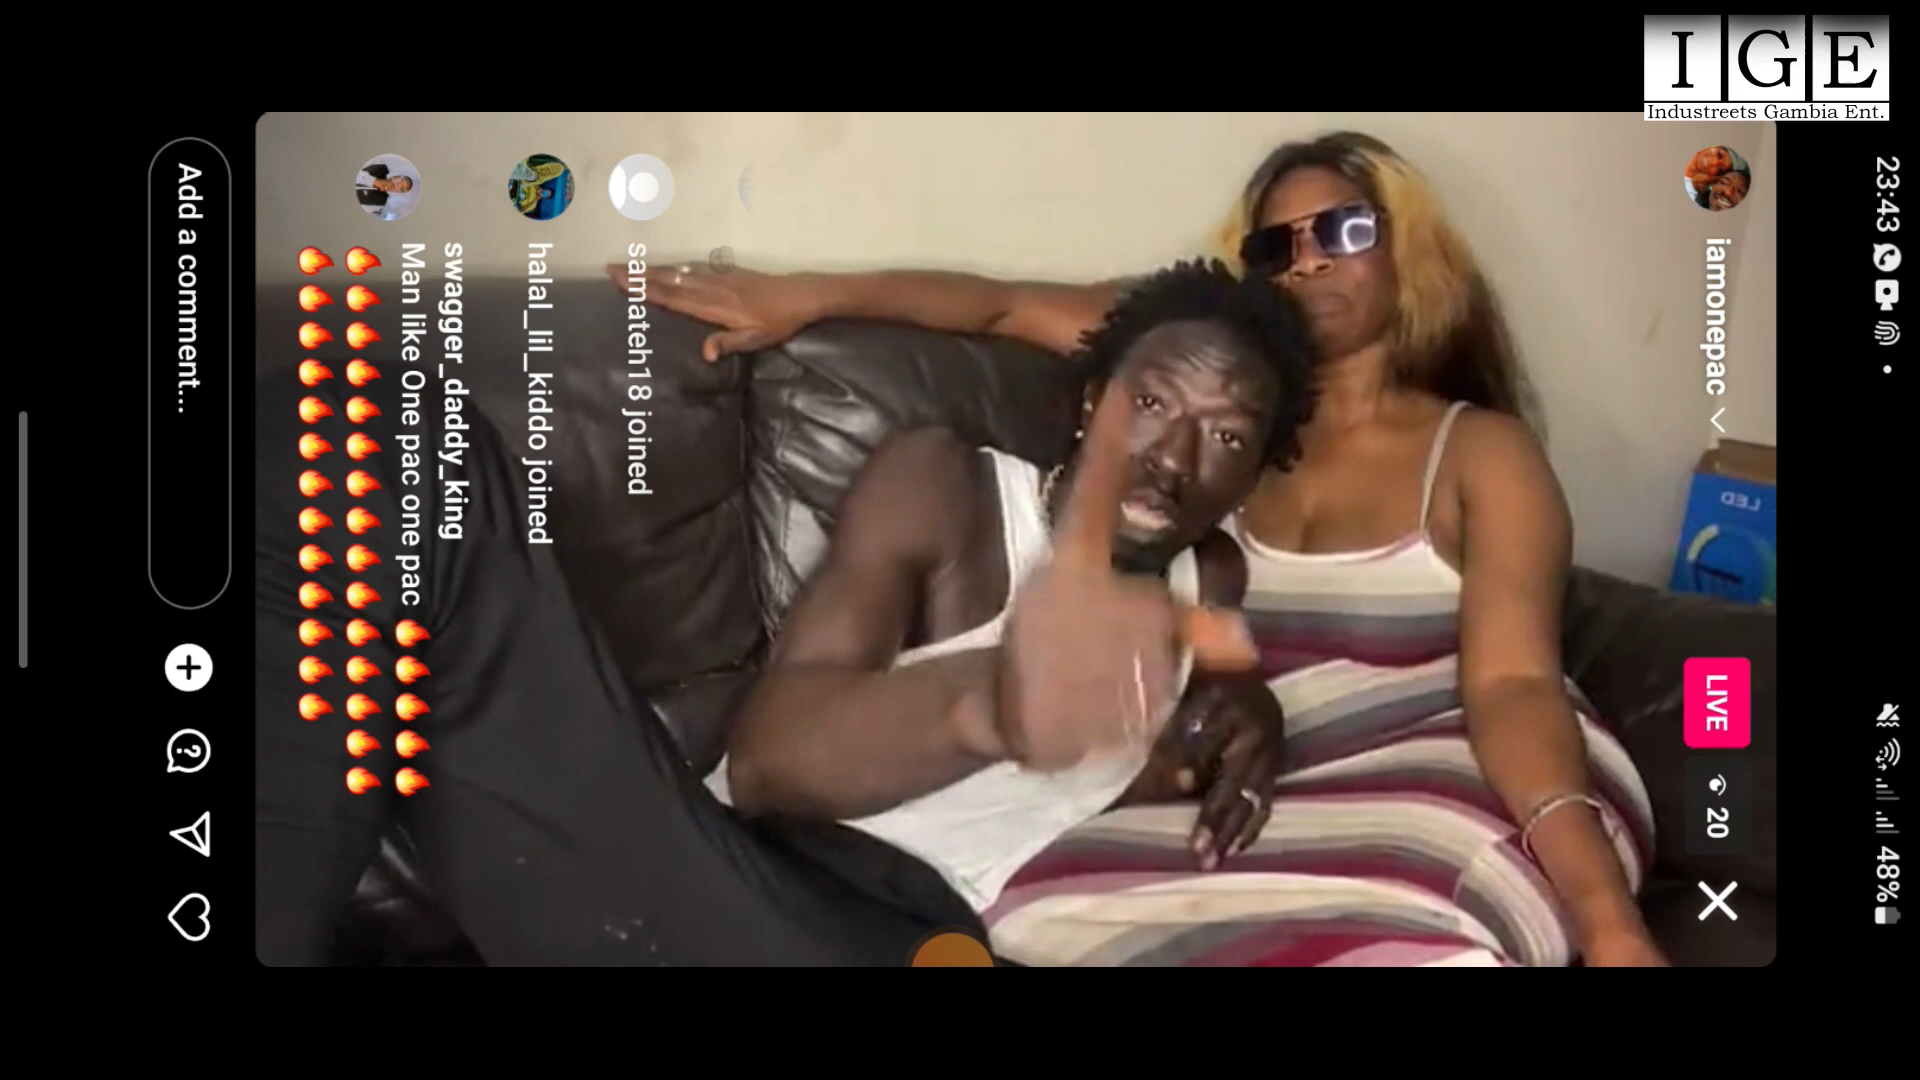 I G E
Industreets Gambia Ent.
23:43
48%
iamonepac
LIVE
20
LED
samateh18 joined
halal_lil_kiddo joined
swagger_daddy_king
Man like One pac one pac 🔥🔥🔥🔥🔥
🔥🔥🔥🔥🔥🔥🔥🔥🔥🔥🔥🔥🔥🔥🔥
🔥🔥🔥🔥🔥🔥🔥🔥🔥🔥🔥🔥🔥
Add a comment...